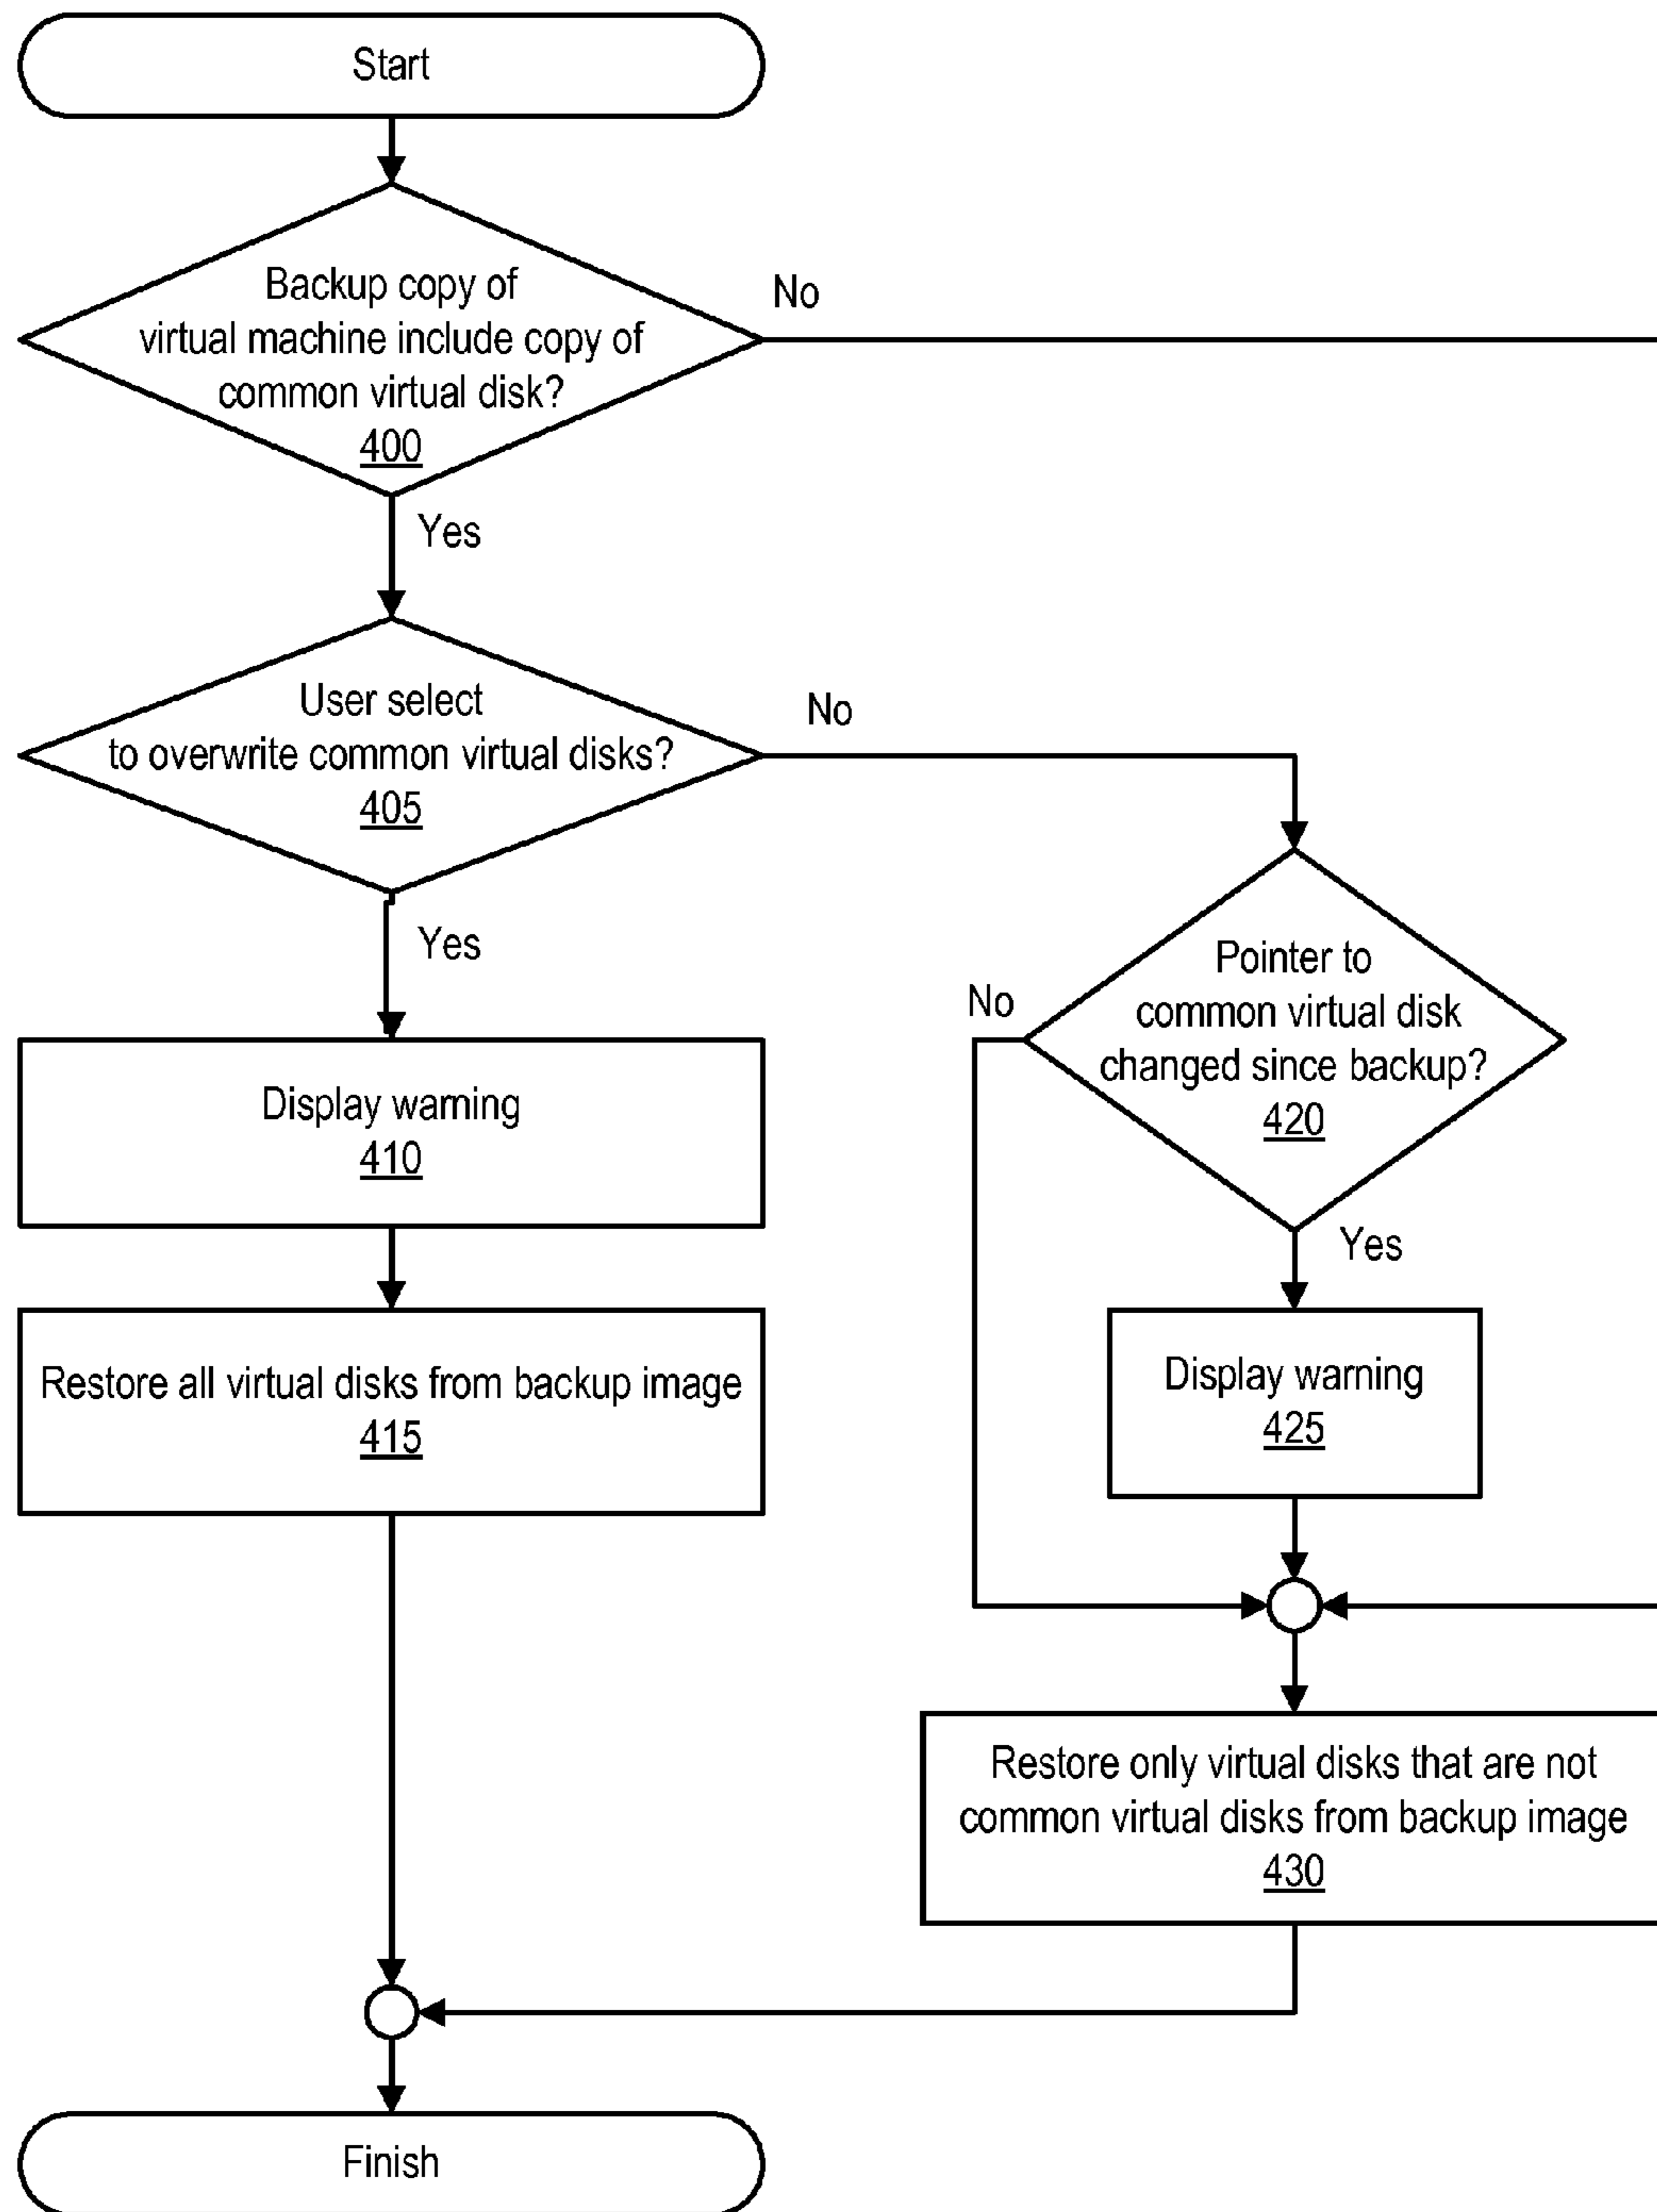 Start
Backup copy of
virtual machine include copy of
common virtual disk?
400
No
Yes
User select
to overwrite common virtual disks?
405
No
Yes
Pointer to
common virtual disk
changed since backup?
420
No
Yes
Display warning
410
Restore all virtual disks from backup image
415
Display warning
425
Restore only virtual disks that are not
common virtual disks from backup image
430
Finish